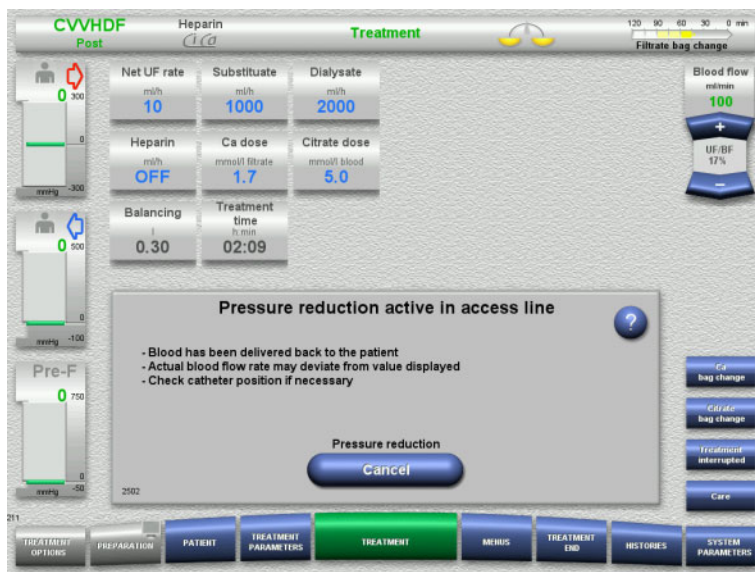 CVVHDF
Post
Heparin
Ci Ca
Treatment
120 90 60 30 0 min
Filtrate bag change
0 300
0
mmHg -300
Net UF rate
ml/h
10
Substituate
ml/h
1000
Dialysate
ml/h
2000
Blood flow
ml/min
100
+
UF/BF
17%
−
Heparin
ml/h
OFF
Ca dose
mmol/l filtrate
1.7
Citrate dose
mmol/l blood
5.0
Balancing
l
0.30
Treatment
time
h:min
02:09
0 500
0
mmHg -100
Pre-F
0 750
0
mmHg -50
Pressure reduction active in access line
?
- Blood has been delivered back to the patient
- Actual blood flow rate may deviate from value displayed
- Check catheter position if necessary
Pressure reduction
Cancel
2502
Ca
bag change
Citrate
bag change
Treatment
interrupted
Care
211
TREATMENT
OPTIONS
PREPARATION
PATIENT
TREATMENT
PARAMETERS
TREATMENT
MENUS
TREATMENT
END
HISTORIES
SYSTEM
PARAMETERS